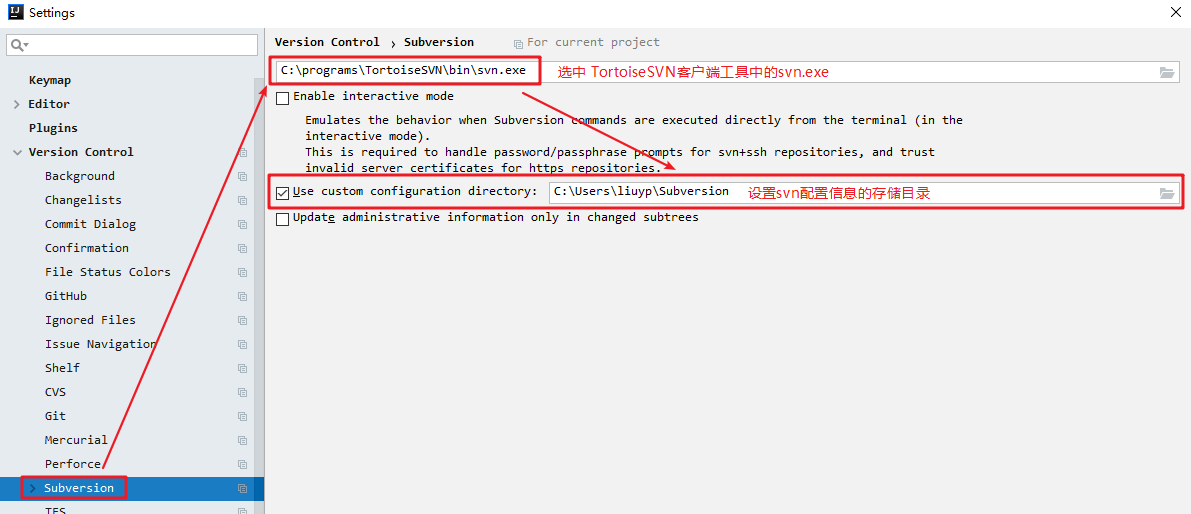 Settings
Version Control › Subversion For current project
C:\programs\TortoiseSVN\bin\svn.exe 选中 TortoiseSVN客户端工具中的svn.exe
Enable interactive mode
Emulates the behavior when Subversion commands are executed directly from the terminal (in the
interactive mode).
This is required to handle password/passphrase prompts for svn+ssh repositories, and trust
invalid server certificates for https repositories.
Use custom configuration directory: C:\Users\liuyp\Subversion 设置svn配置信息的存储目录
Update administrative information only in changed subtrees
Keymap
Editor
Plugins
Version Control
Background
Changelists
Commit Dialog
Confirmation
File Status Colors
GitHub
Ignored Files
Issue Navigation
Shelf
CVS
Git
Mercurial
Perforce
Subversion
TFS